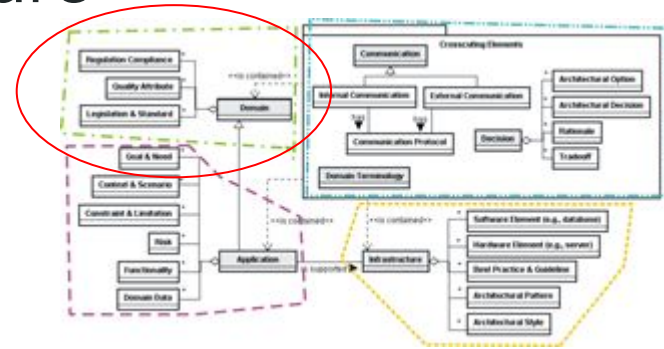 Crosscutting Elements
Communication
Regulation Compliance
<<is contained>>
Quality Attribute
Internal Communication
External Communication
Architectural Option
Legislation & Standard
Domain
Architectural Decision
has
has
Rationale
Communication Protocol
Decision
Goal & Need
Tradeoff
Context & Scenario
Domain Terminology
Constraint & Limitation
<<is contained>>
<<is contained>>
Software Element (e.g., database)
Risk
Hardware Element (e.g., server)
Application
Infrastructure
Functionality
is supported
Best Practice & Guideline
Domain Data
Architectural Pattern
Architectural Style